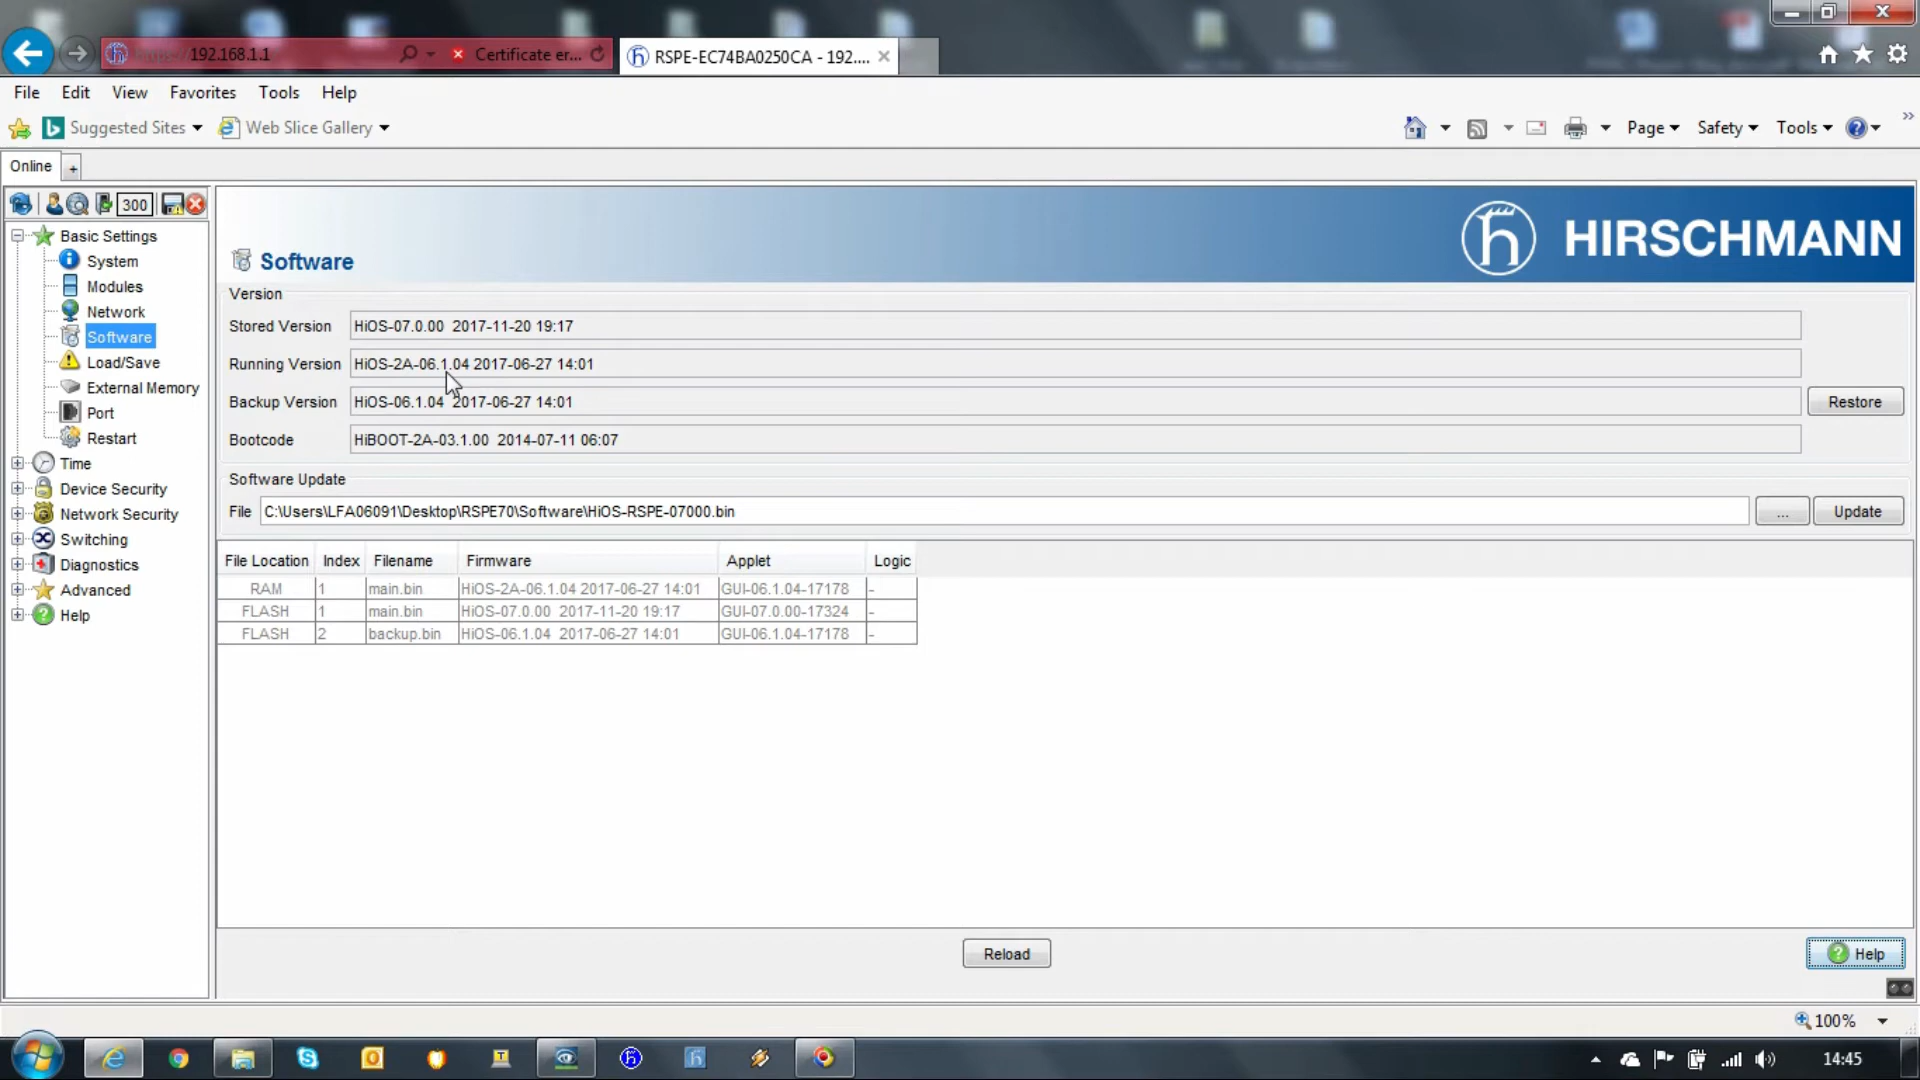 192.168.1.1
Certificate er...
RSPE-EC74BA0250CA - 192....
File Edit View Favorites Tools Help
Suggested Sites
Web Slice Gallery
Page
Safety
Tools
Online
300
Basic Settings
System
Modules
Network
Software
Load/Save
External Memory
Port
Restart
Time
Device Security
Network Security
Switching
Diagnostics
Advanced
Help
Software
HIRSCHMANN
Version
Stored Version HiOS-07.0.00 2017-11-20 19:17
Running Version HiOS-2A-06.1.04 2017-06-27 14:01
Backup Version HiOS-06.1.04 2017-06-27 14:01 Restore
Bootcode HiBOOT-2A-03.1.00 2014-07-11 06:07
Software Update
File C:\Users\LFA06091\Desktop\RSPE70\Software\HiOS-RSPE-07000.bin ... Update
File Location Index Filename Firmware Applet Logic
RAM 1 main.bin HiOS-2A-06.1.04 2017-06-27 14:01 GUI-06.1.04-17178 -
FLASH 1 main.bin HiOS-07.0.00 2017-11-20 19:17 GUI-07.0.00-17324 -
FLASH 2 backup.bin HiOS-06.1.04 2017-06-27 14:01 GUI-06.1.04-17178 -
Reload
Help
100%
14:45